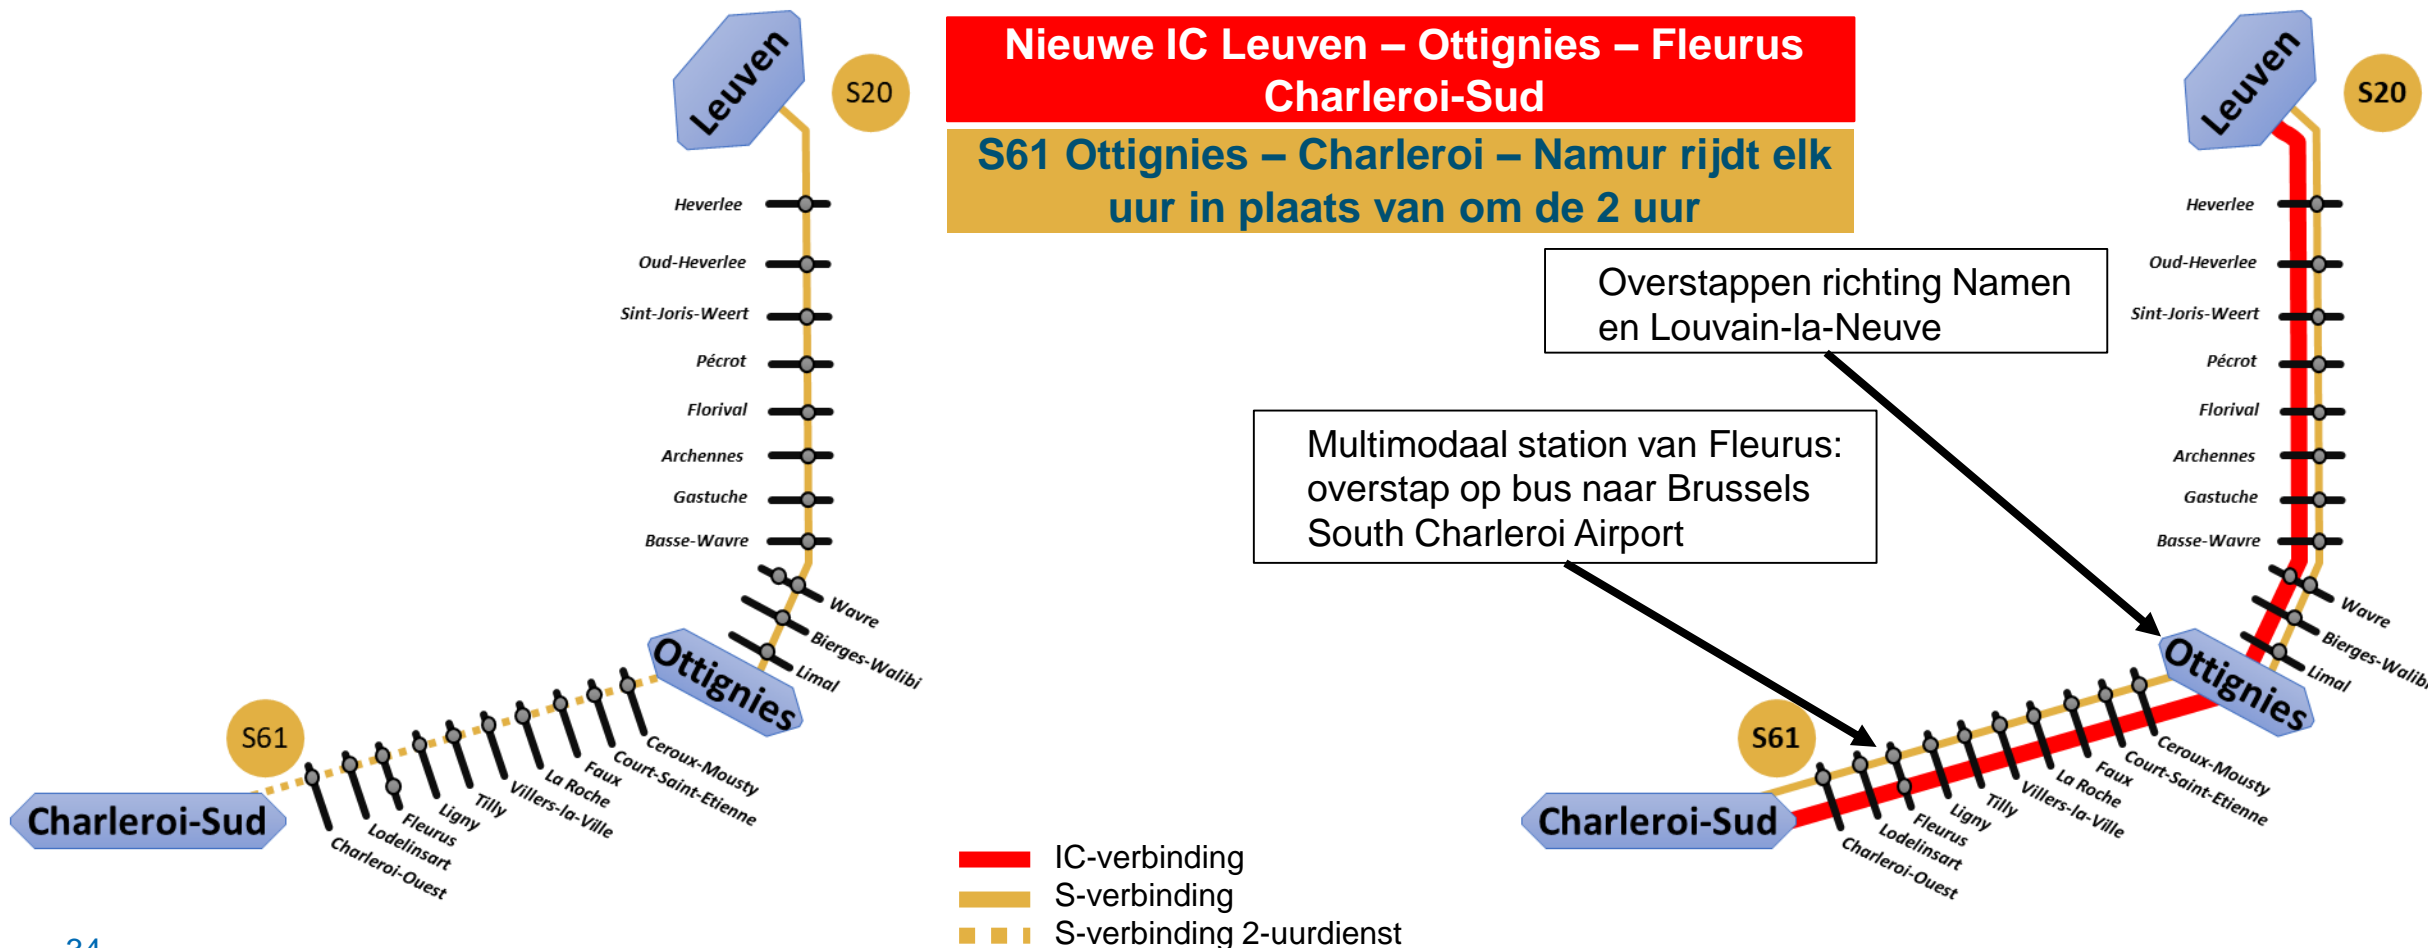 Leuven
S20
Heverlee
Oud-Heverlee
Sint-Joris-Weert
Pécrot
Florival
Archennes
Gastuche
Basse-Wavre
Wavre
Bierges-Walibi
Limal
Ottignies
Ceroux-Mousty
Court-Saint-Etienne
Faux
La Roche
Villers-la-Ville
Tilly
Ligny
Fleurus
Lodelinsart
Charleroi-Ouest
S61
Charleroi-Sud
Nieuwe IC Leuven – Ottignies – Fleurus
Charleroi-Sud
S61 Ottignies – Charleroi – Namur rijdt elk
uur in plaats van om de 2 uur
Overstappen richting Namen
en Louvain-la-Neuve
Multimodaal station van Fleurus:
overstap op bus naar Brussels
South Charleroi Airport
IC-verbinding
S-verbinding
S-verbinding 2-uurdienst
Leuven
S20
Heverlee
Oud-Heverlee
Sint-Joris-Weert
Pécrot
Florival
Archennes
Gastuche
Basse-Wavre
Wavre
Bierges-Walibi
Limal
Ottignies
Ceroux-Mousty
Court-Saint-Etienne
Faux
La Roche
Villers-la-Ville
Tilly
Ligny
Fleurus
Lodelinsart
Charleroi-Ouest
S61
Charleroi-Sud
34